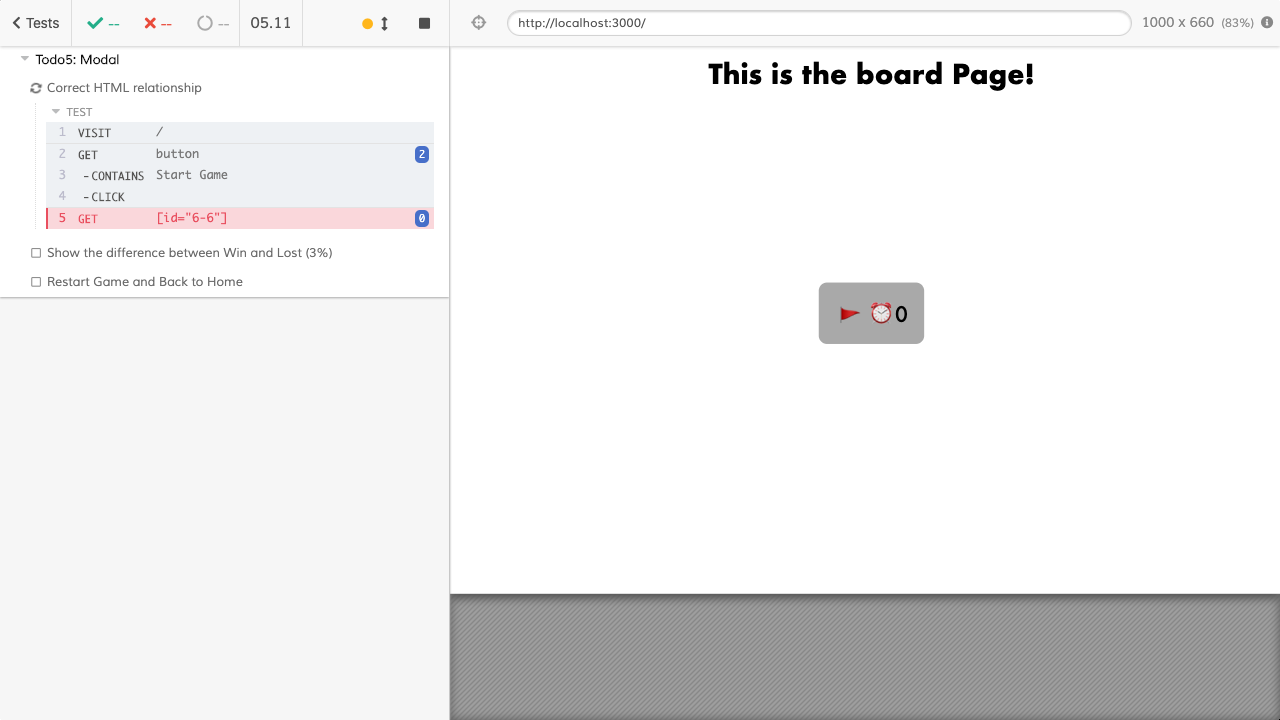 Tests
--
--
--
05.11
http://localhost:3000/
1000 x 660 (83%)
Todo5: Modal
Correct HTML relationship
TEST
1 VISIT /
2 GET button 2
3 -CONTAINS Start Game
4 -CLICK
5 GET [id="6-6"] 0
Show the difference between Win and Lost (3%)
Restart Game and Back to Home
This is the board Page!
0